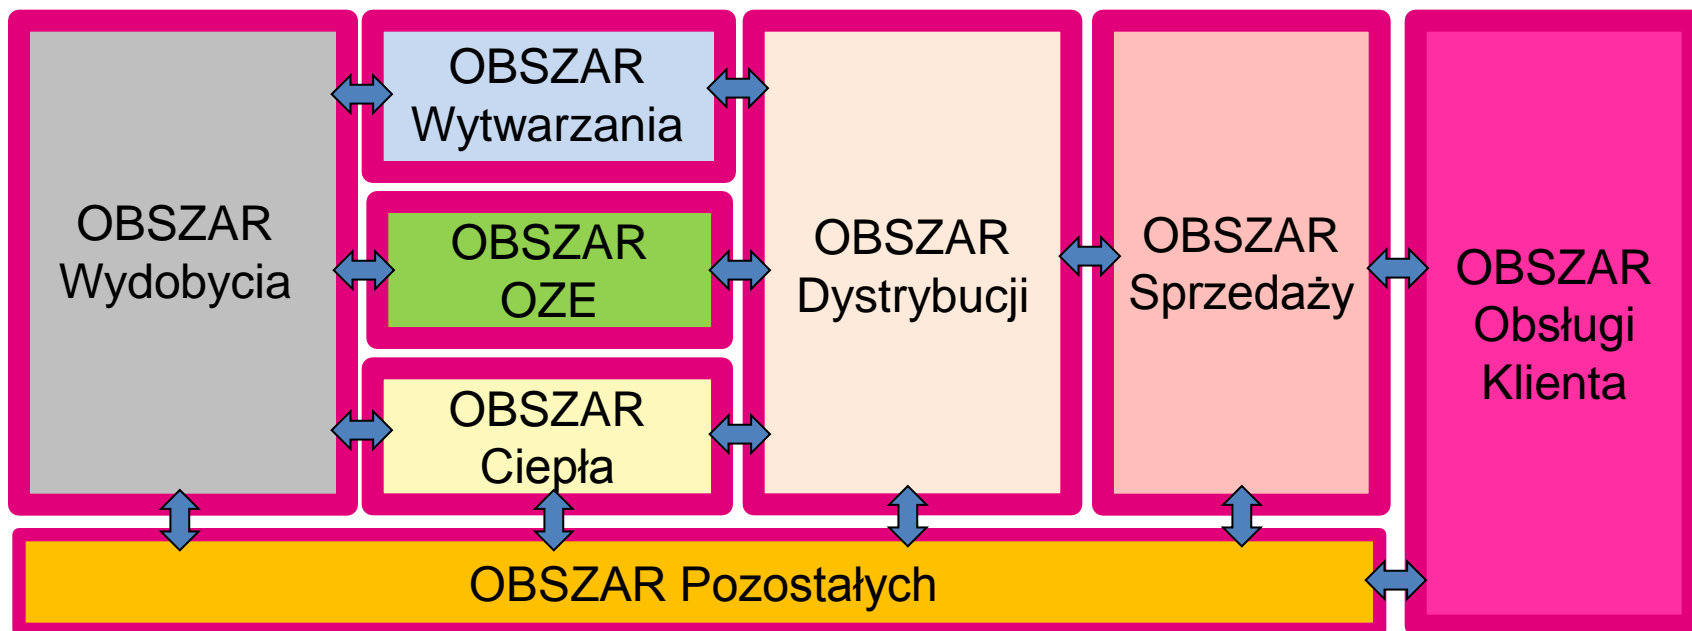 OBSZAR
Wydobycia
OBSZAR
Wytwarzania
OBSZAR
OZE
OBSZAR
Ciepła
OBSZAR
Dystrybucji
OBSZAR
Sprzedaży
OBSZAR
Obsługi
Klienta
OBSZAR Pozostałych